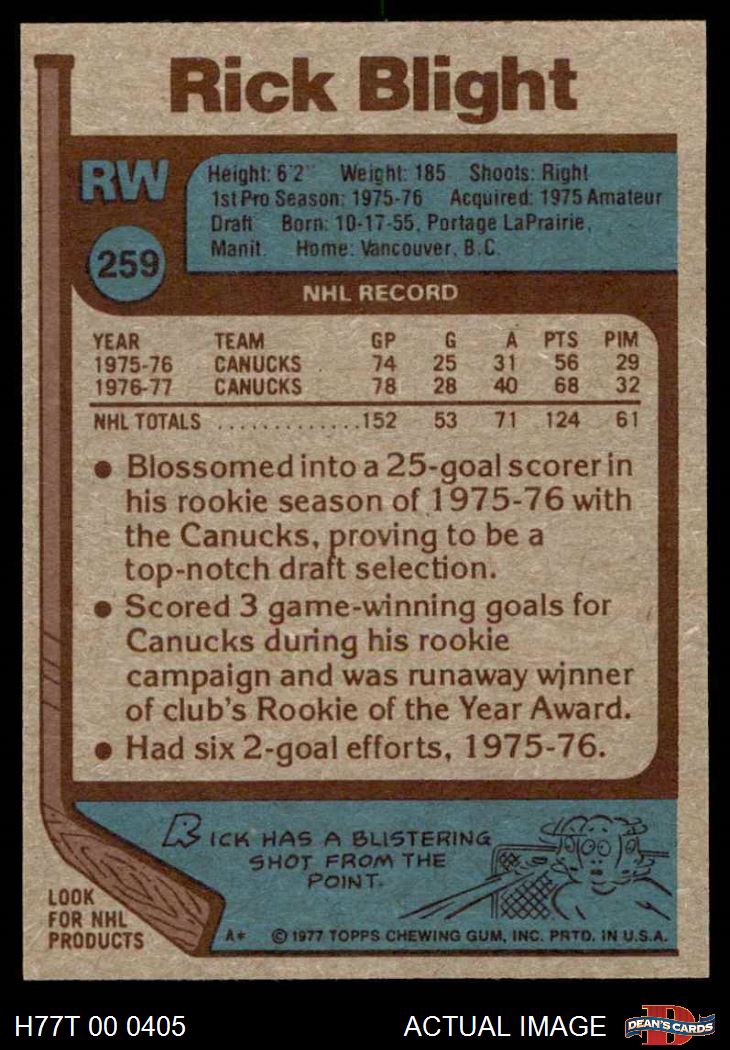 Rick Blight
RW
Height: 6'2" Weight: 185 Shoots: Right
1st Pro Season: 1975-76 Acquired: 1975 Amateur
Draft Born: 10-17-55, Portage LaPrairie,
Manit. Home: Vancouver, B.C.
259
NHL RECORD
YEAR TEAM GP G A PTS PIM
1975-76 CANUCKS 74 25 31 56 29
1976-77 CANUCKS 78 28 40 68 32
NHL TOTALS .............152 53 71 124 61
● Blossomed into a 25-goal scorer in
his rookie season of 1975-76 with
the Canucks, proving to be a
top-notch draft selection.
● Scored 3 game-winning goals for
Canucks during his rookie
campaign and was runaway winner
of club's Rookie of the Year Award.
● Had six 2-goal efforts, 1975-76.
RICK HAS A BLISTERING
SHOT FROM THE
POINT.
LOOK
FOR NHL
PRODUCTS
A* © 1977 TOPPS CHEWING GUM, INC. PRTD. IN U.S.A.
H77T 00 0405 ACTUAL IMAGE
D
DEAN'S CARDS